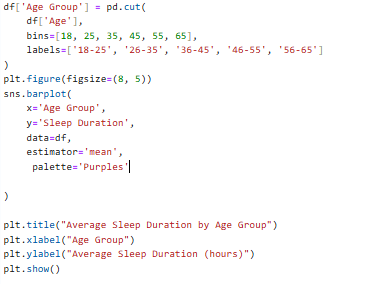 df['Age Group'] = pd.cut(
    df['Age'],
    bins=[18, 25, 35, 45, 55, 65],
    labels=['18-25', '26-35', '36-45', '46-55', '56-65']
)
plt.figure(figsize=(8, 5))
sns.barplot(
    x='Age Group',
    y='Sleep Duration',
    data=df,
    estimator='mean',
     palette='Purples'

)

plt.title("Average Sleep Duration by Age Group")
plt.xlabel("Age Group")
plt.ylabel("Average Sleep Duration (hours)")
plt.show()